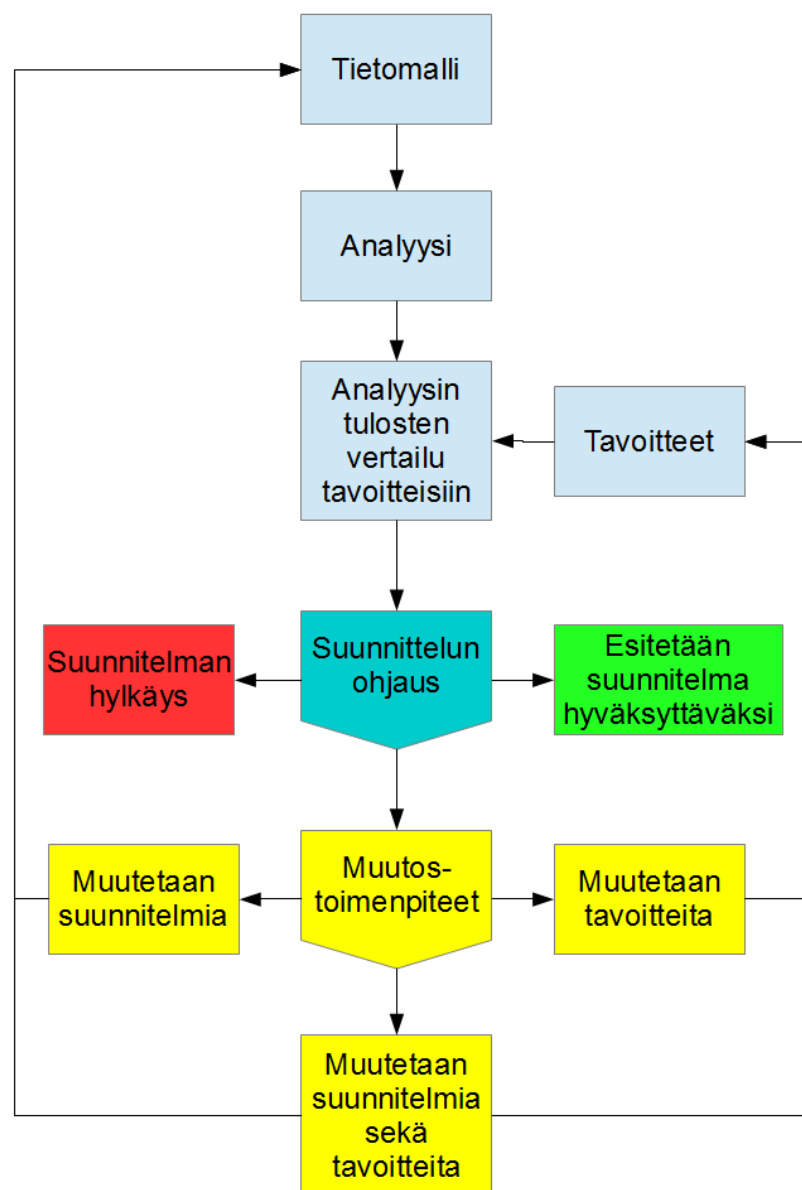 Tietomalli
Analyysi
Analyysin
tulosten
vertailu
tavoitteisiin
Tavoitteet
Suunnitelman
hylkäys
Suunnittelun
ohjaus
Esitetään
suunnitelma
hyväksyttäväksi
Muutetaan
suunnitelmia
Muutos-
toimenpiteet
Muutetaan
tavoitteita
Muutetaan
suunnitelmia
sekä
tavoitteita